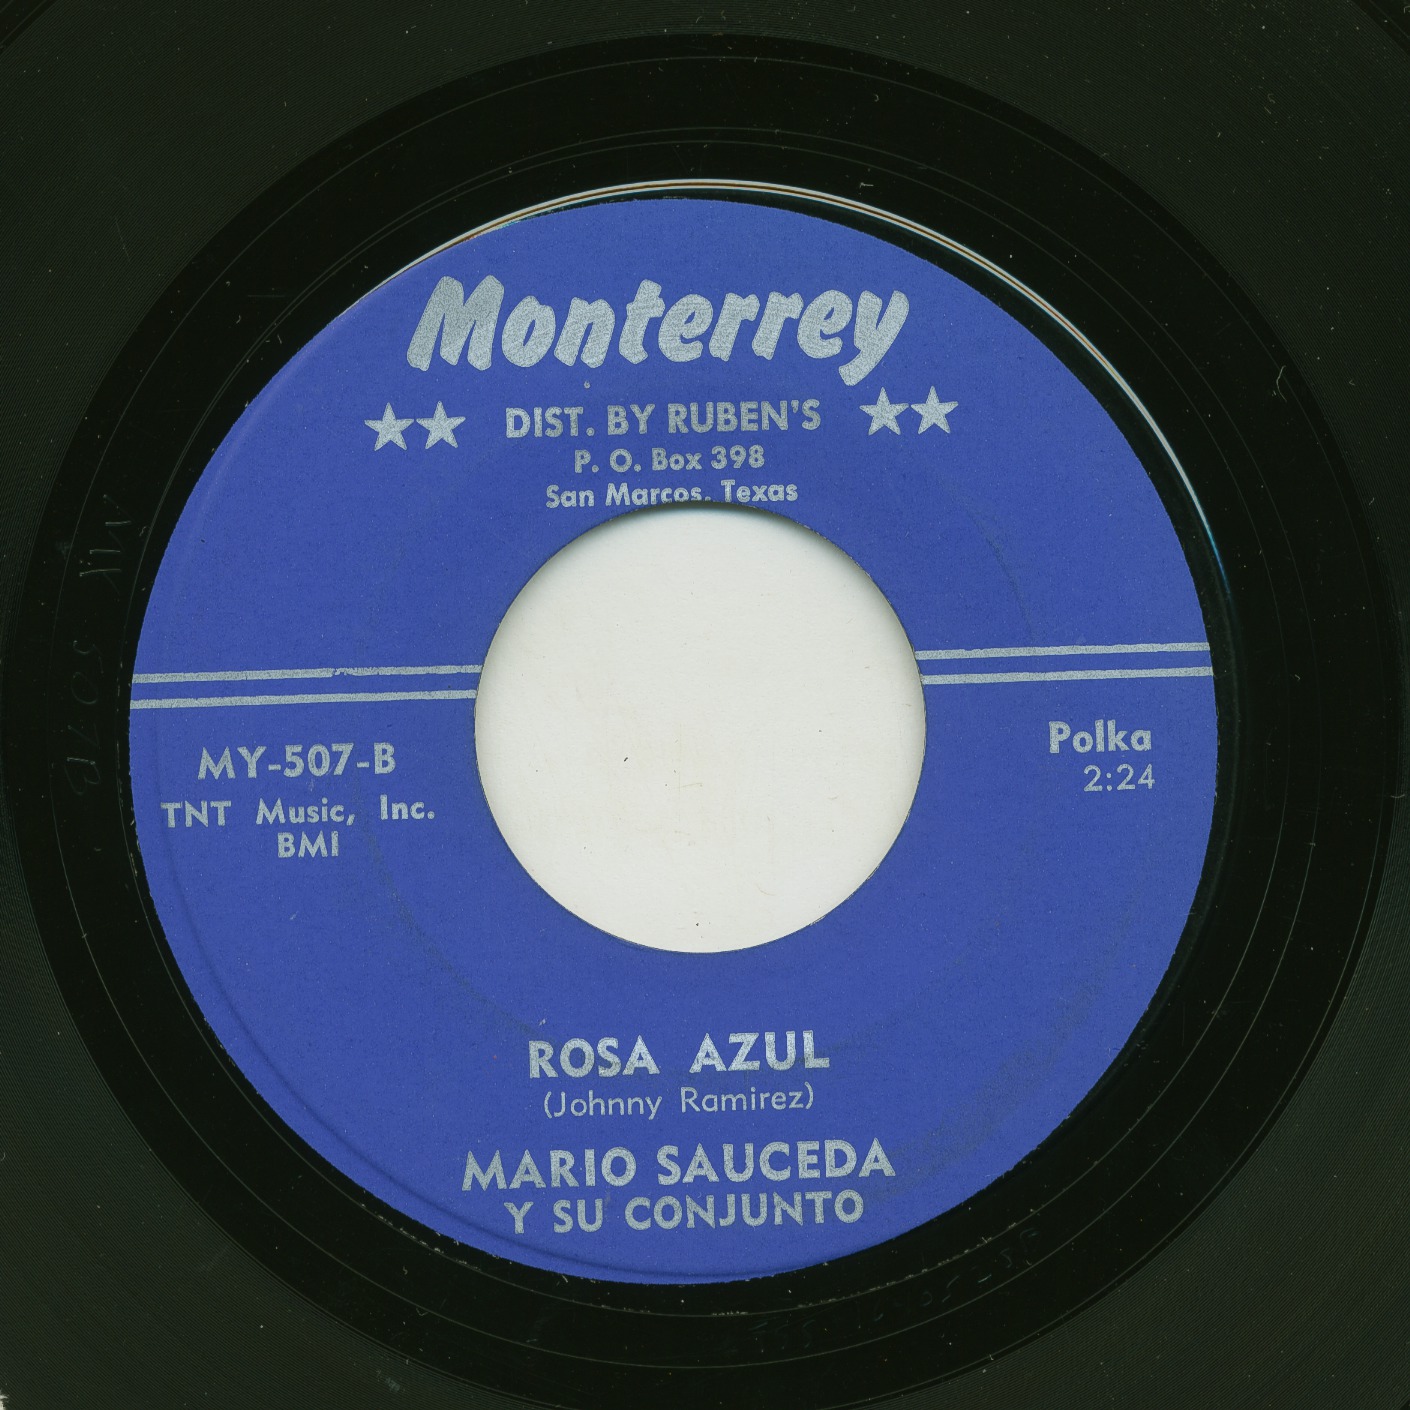 Monterrey
DIST. BY RUBEN'S
P. O. Box 398
San Marcos, Texas
MY-507-B
TNT Music, Inc.
BMI
Polka
2:24
ROSA AZUL
(Johnny Ramirez)
MARIO SAUCEDA
Y SU CONJUNTO